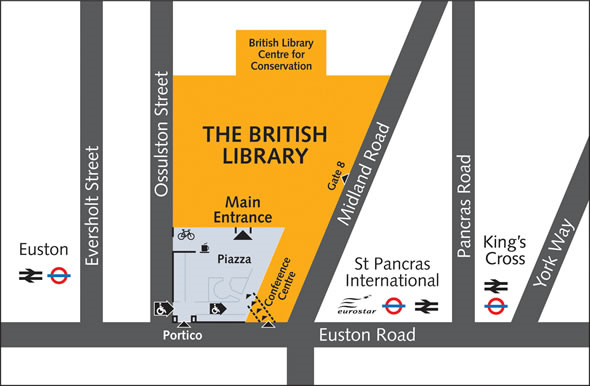 British Library
Centre for
Conservation
THE BRITISH
LIBRARY
Ossulston Street
Eversholt Street
Midland Road
Gate 8
Pancras Road
York Way
Main
Entrance
Piazza
Conference
Centre
Euston
St Pancras
International
eurostar
King's
Cross
Portico
Euston Road